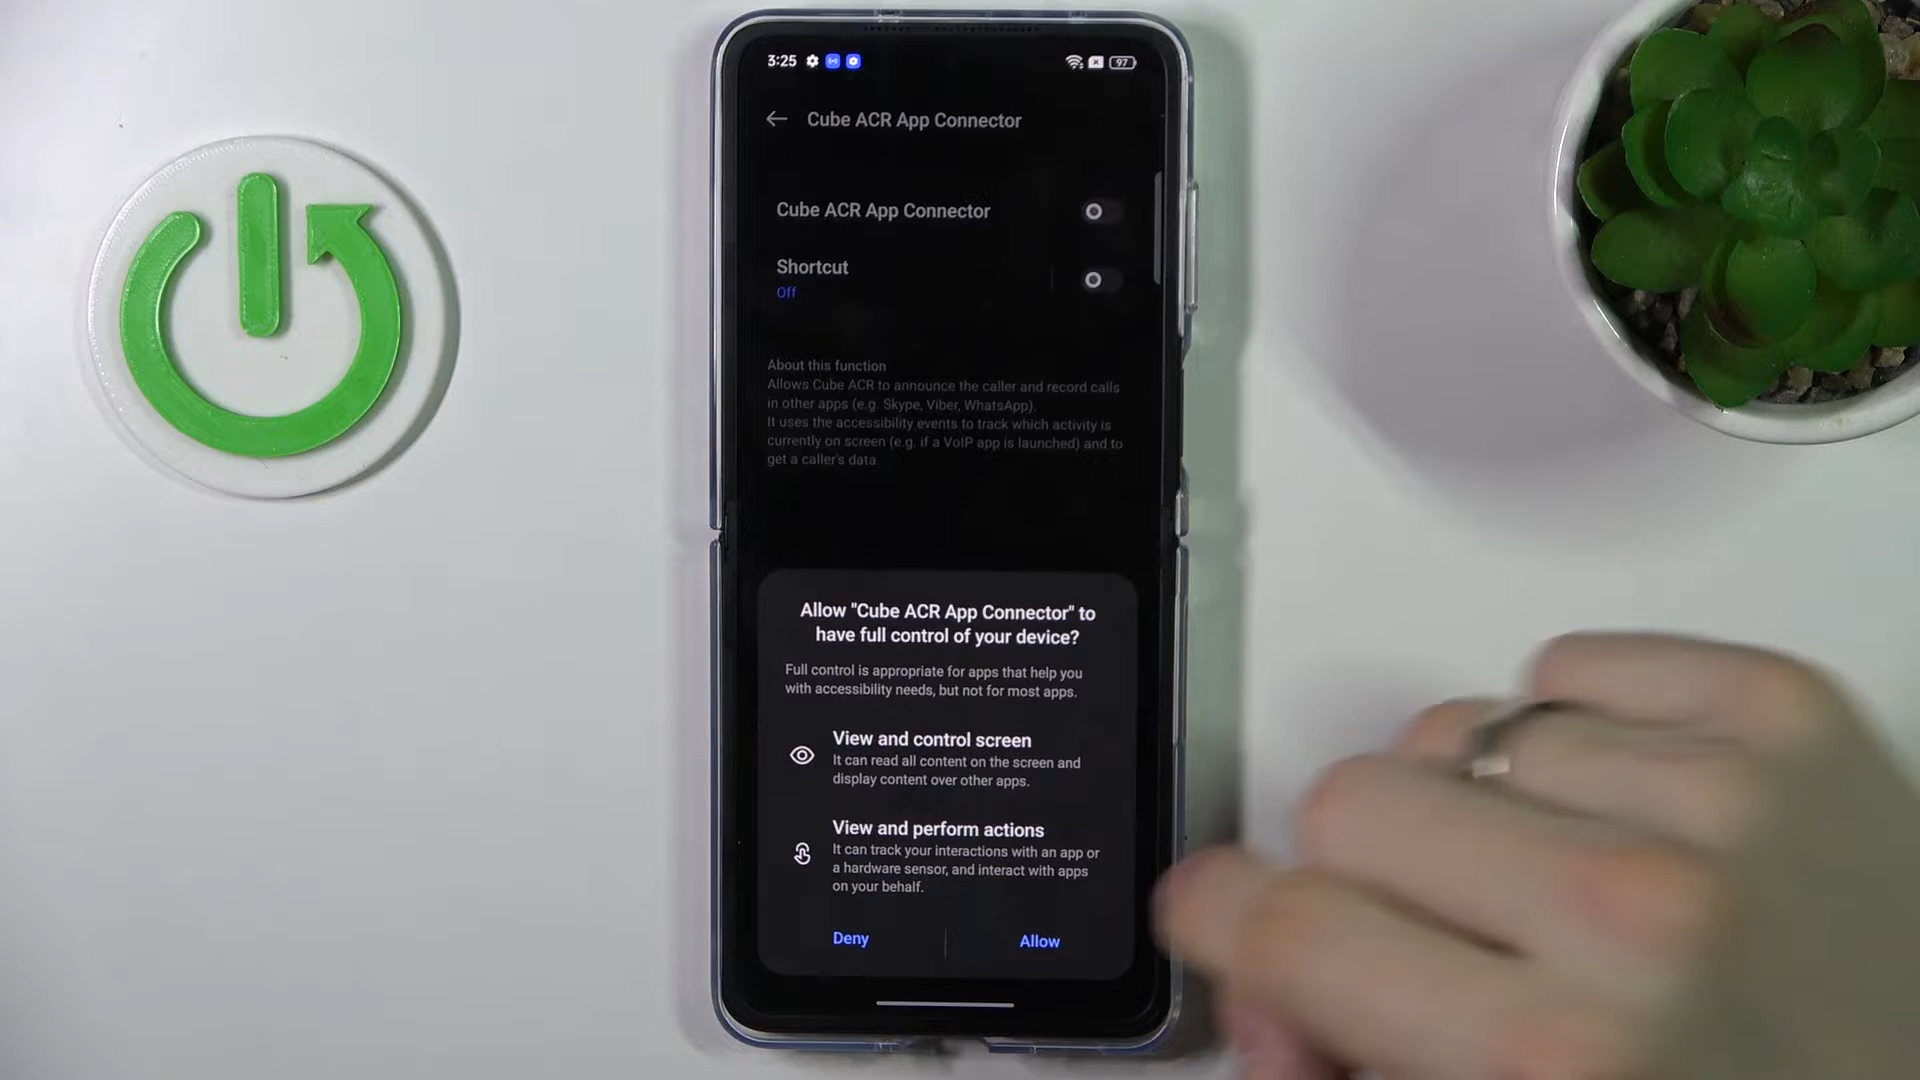 3:25
97
Cube ACR App Connector
Cube ACR App Connector
Shortcut
Off
About this function
Allows Cube ACR to announce the caller and record calls
in other apps (e.g. Skype, Viber, WhatsApp).
It uses the accessibility events to track which activity is
currently on screen (e.g. if a VoIP app is launched) and to
get a caller's data
Allow "Cube ACR App Connector" to
have full control of your device?
Full control is appropriate for apps that help you
with accessibility needs, but not for most apps.
View and control screen
It can read all content on the screen and
display content over other apps.
View and perform actions
It can track your interactions with an app or
a hardware sensor, and interact with apps
on your behalf.
Deny
Allow